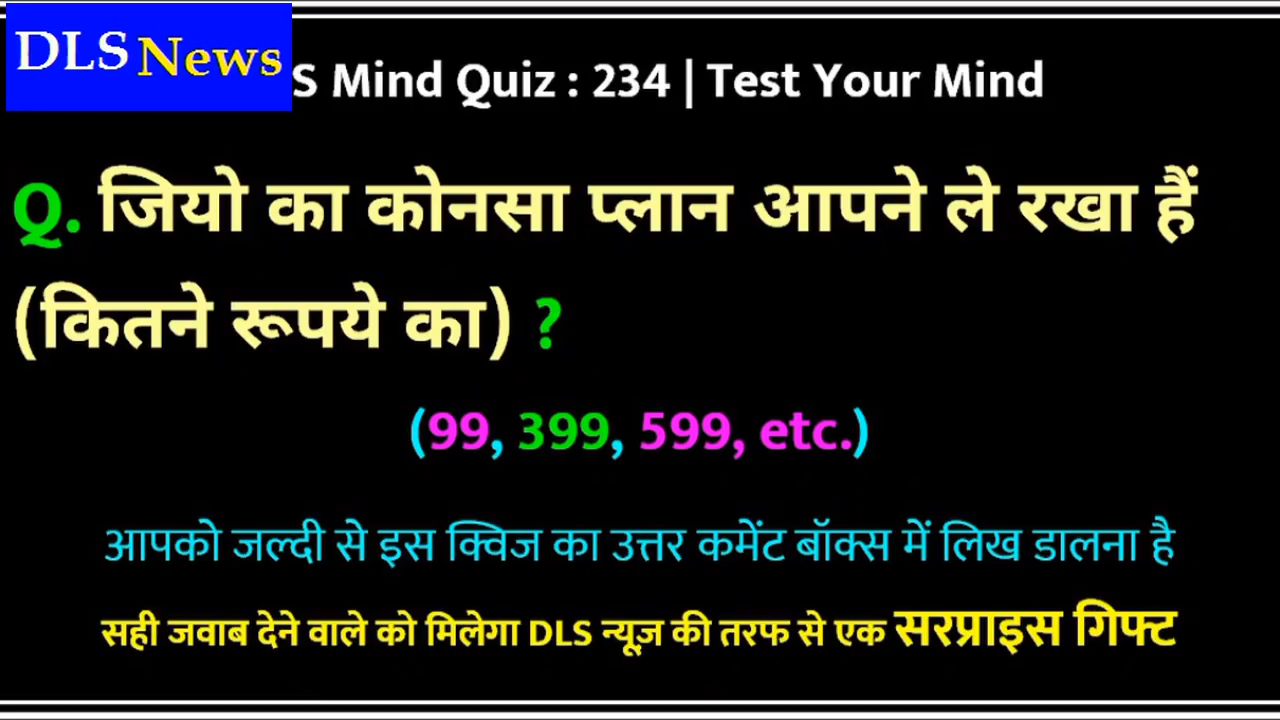 DLS News
S Mind Quiz : 234 | Test Your Mind
Q. जियो का कोनसा प्लान आपने ले रखा हैं
(कितने रूपये का) ?
(99, 399, 599, etc.)
आपको जल्दी से इस क्विज का उत्तर कमेंट बॉक्स में लिख डालना है
सही जवाब देने वाले को मिलेगा DLS न्यूज़ की तरफ से एक सरप्राइस गिफ्ट